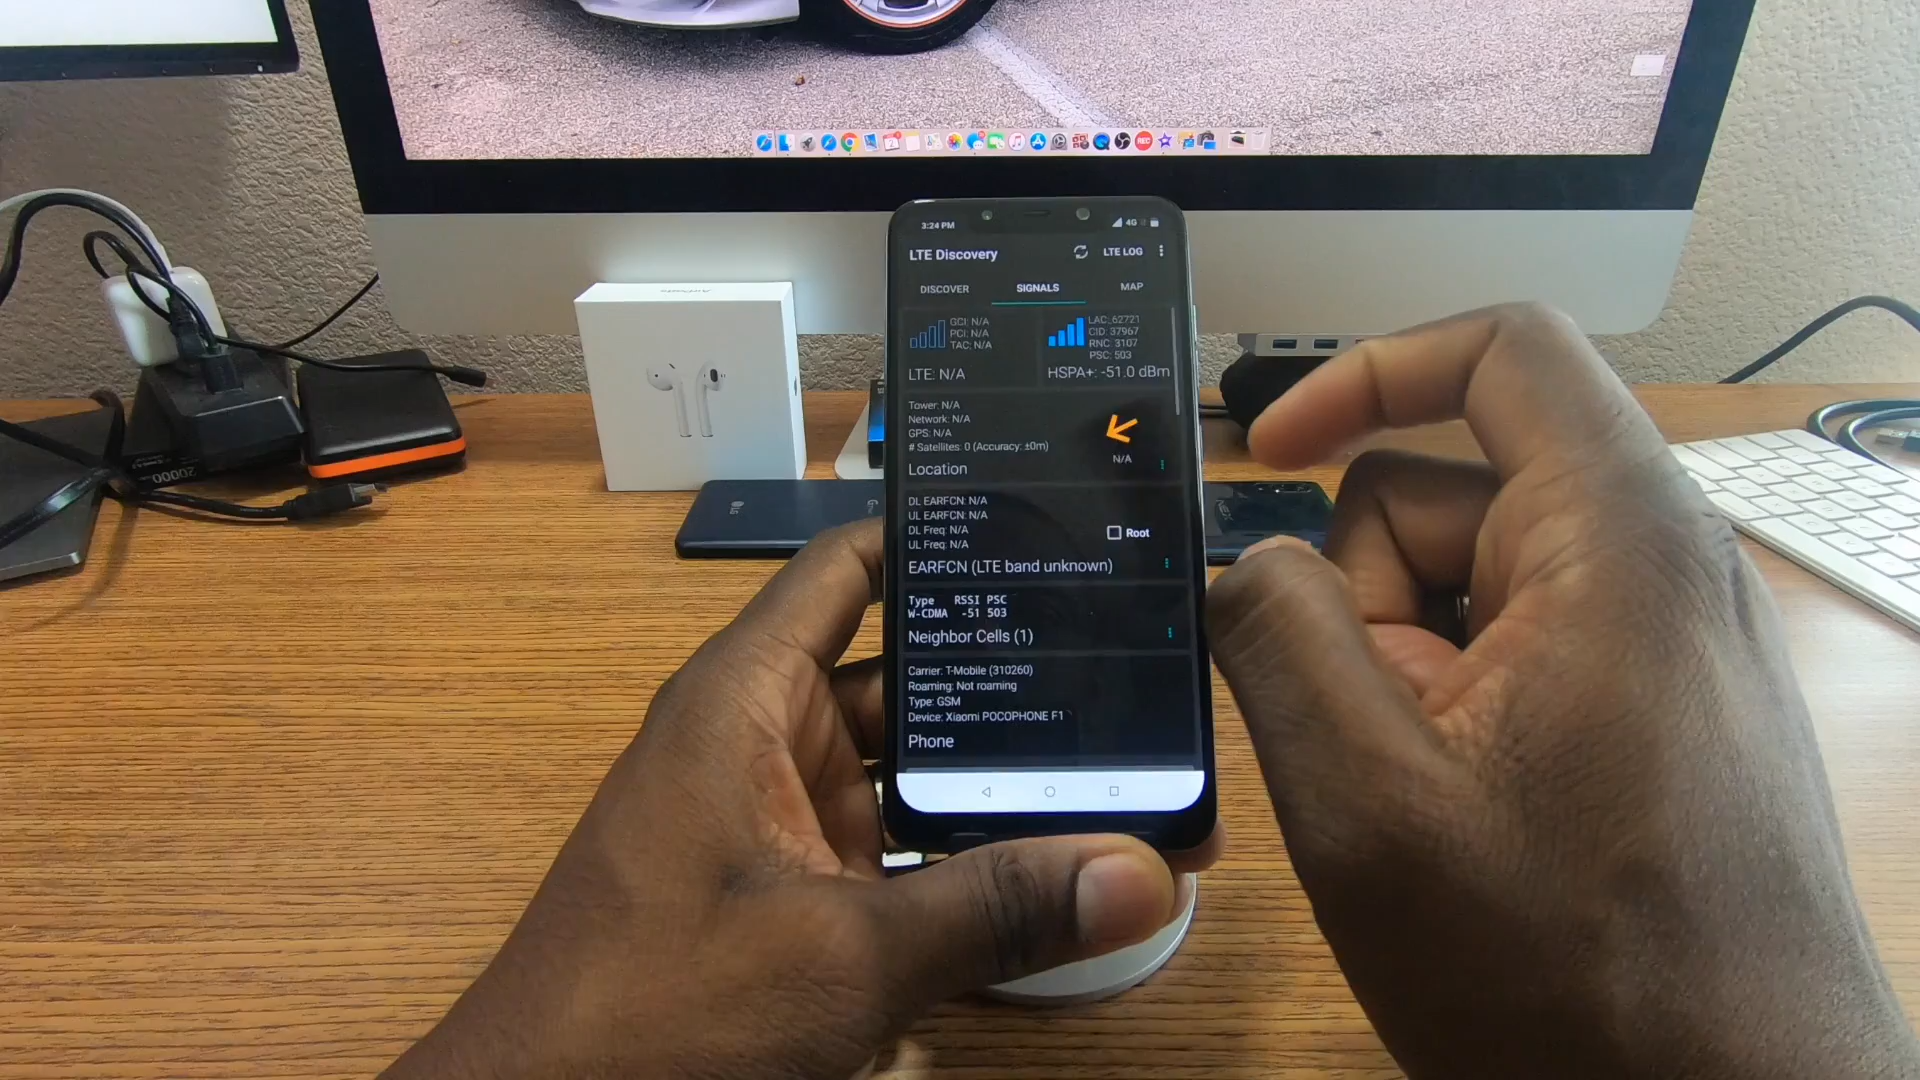 3:24 PM
4G
LTE Discovery
LTE LOG
DISCOVER
SIGNALS
MAP
GCI: N/A
PCI: N/A
TAC: N/A
LTE: N/A
LAC: 62721
CID: 37967
RNC: 3107
PSC: 503
HSPA+: -51.0 dBm
Tower: N/A
Network: N/A
GPS: N/A
# Satellites: 0 (Accuracy: ±0m)
Location
N/A
DL EARFCN: N/A
UL EARFCN: N/A
DL Freq: N/A
UL Freq: N/A
Root
EARFCN (LTE band unknown)
Type RSSI PSC
W-CDMA -51 503
Neighbor Cells (1)
Carrier: T-Mobile (310260)
Roaming: Not roaming
Type: GSM
Device: Xiaomi POCOPHONE F1
Phone
REC
LG
20000